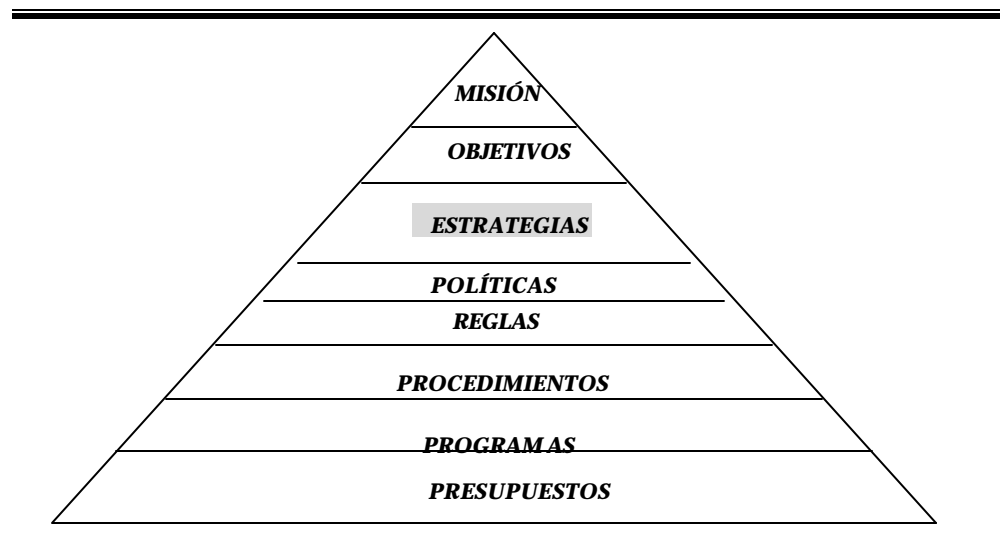 MISIÓN
OBJETIVOS
ESTRATEGIAS
POLÍTICAS
REGLAS
PROCEDIMIENTOS
PROGRAMAS
PRESUPUESTOS